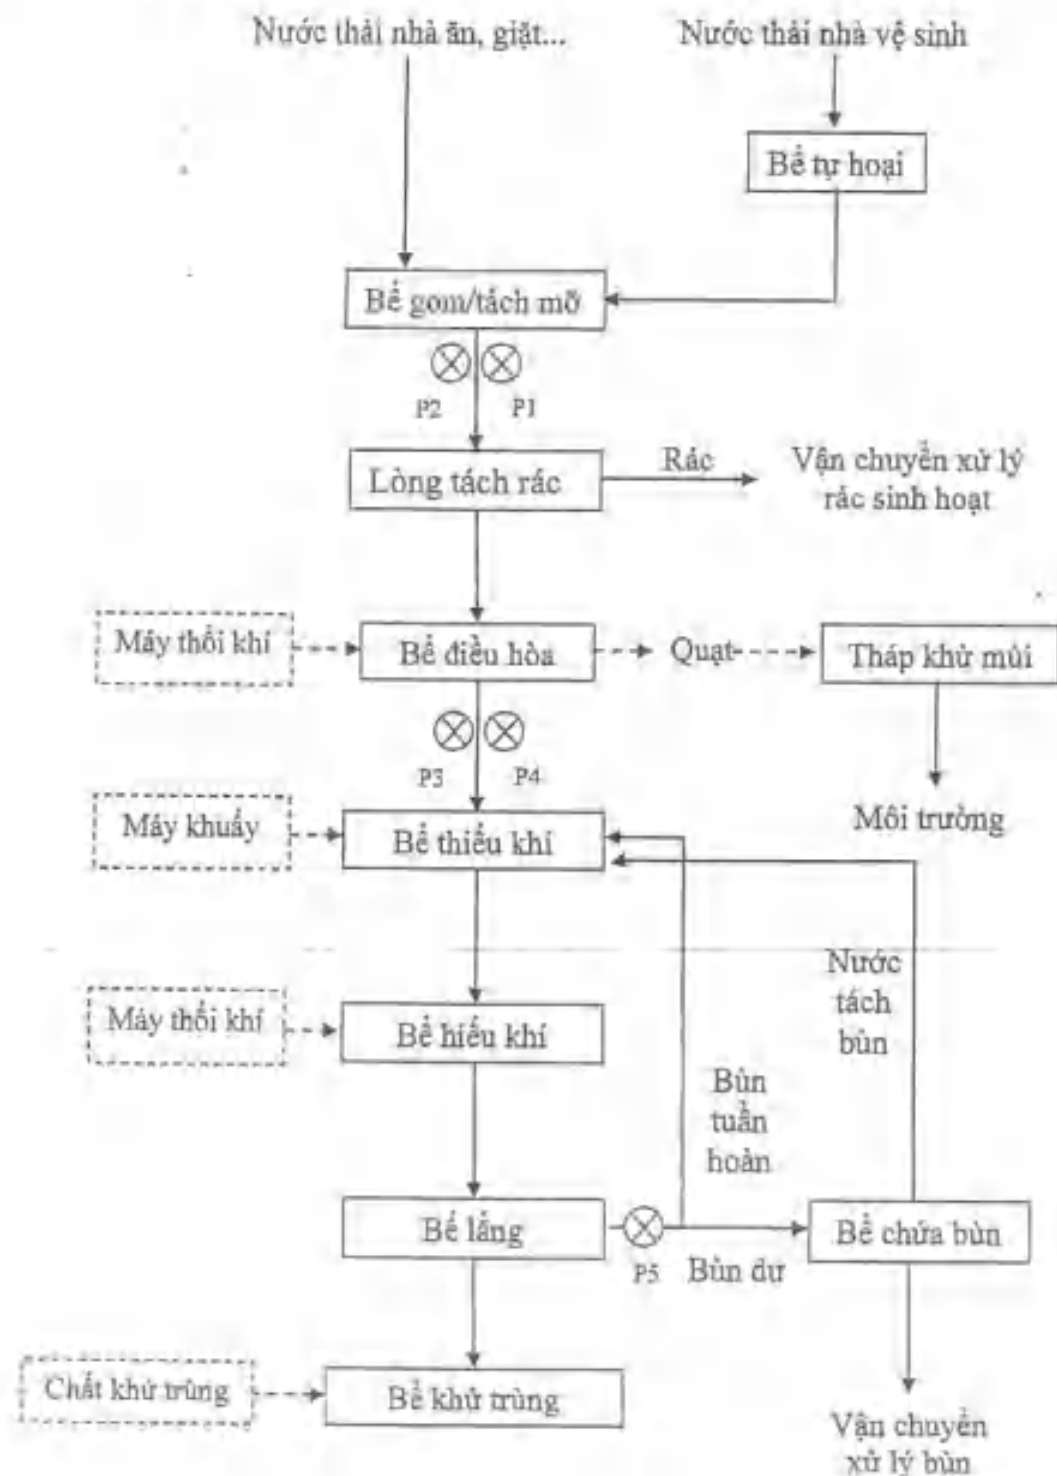 Nước thải nhà ăn, giặt...
Nước thải nhà vệ sinh
Bể tự hoại
Bể gom/tách mỡ
P2
P1
Lòng tách rác
Rác
Vận chuyển xử lý
rác sinh hoạt
Máy thổi khí
Bể điều hòa
Quạt
Tháp khử mùi
P3
P4
Máy khuấy
Bể thiếu khí
Môi trường
Nước
tách
bùn
Máy thổi khí
Bể hiếu khí
Bùn
tuần
hoàn
Bể lắng
P5
Bùn dư
Bể chứa bùn
Chất khử trùng
Bể khử trùng
Vận chuyển
xử lý bùn